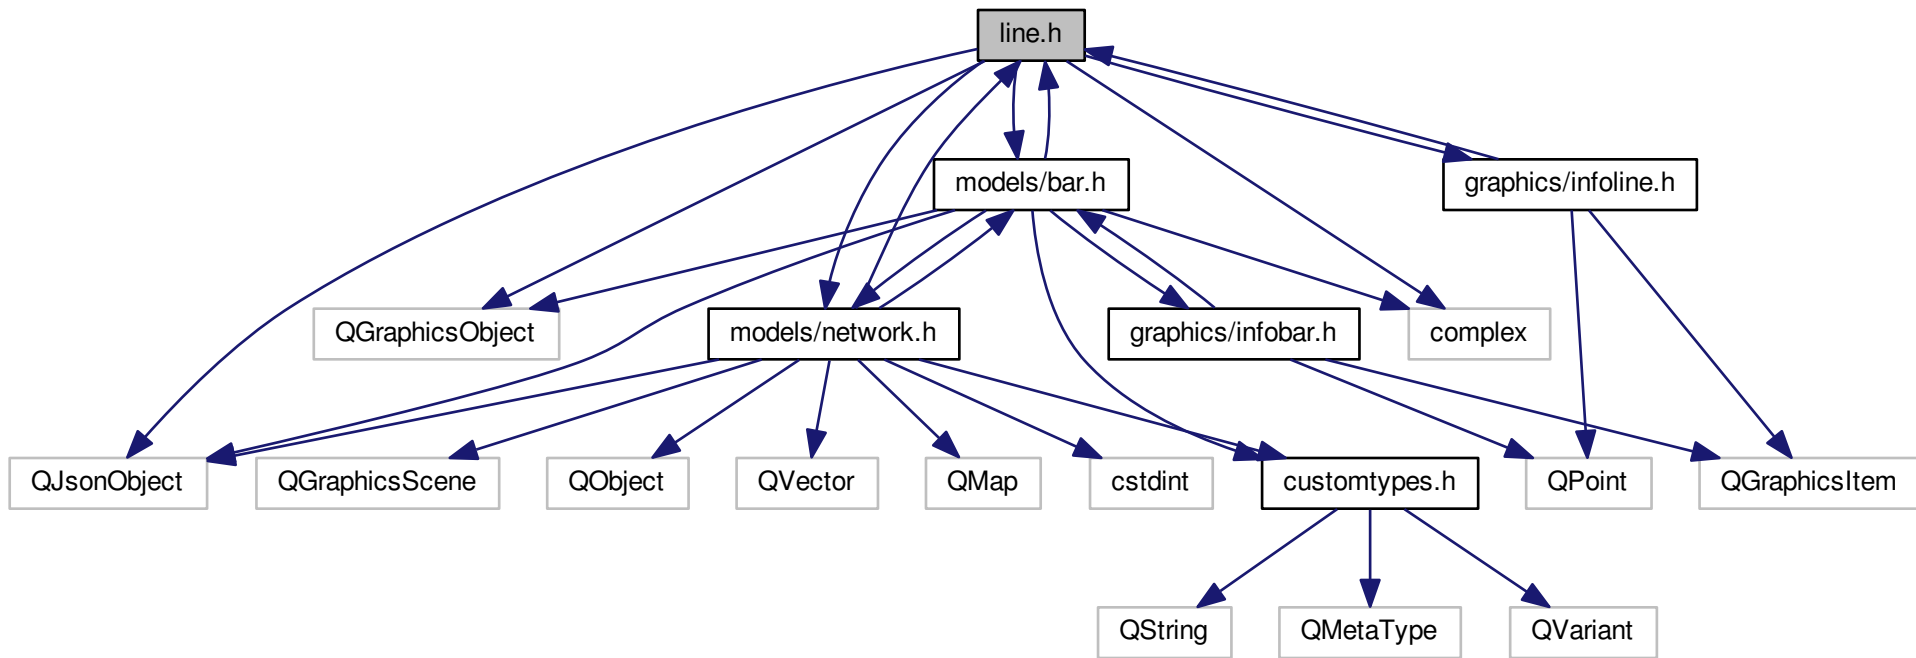 line.h
models/bar.h
graphics/infoline.h
QGraphicsObject
models/network.h
graphics/infobar.h
complex
QJsonObject
QGraphicsScene
QObject
QVector
QMap
cstdint
customtypes.h
QPoint
QGraphicsItem
QString
QMetaType
QVariant